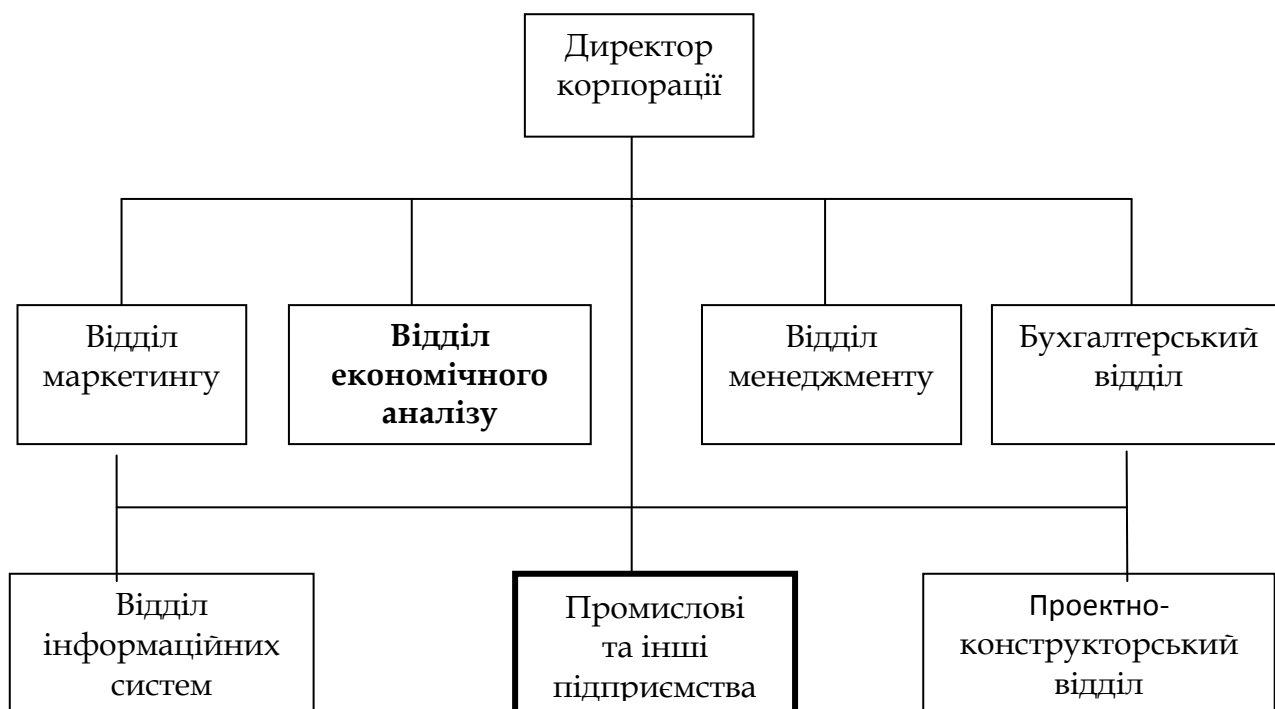 Директор
корпорації
Відділ
маркетингу
Відділ
економічного
аналізу
Відділ
менеджменту
Бухгалтерський
відділ
Відділ
інформаційних
систем
Промислові
та інші
підприємства
Проектно-
конструкторський
відділ